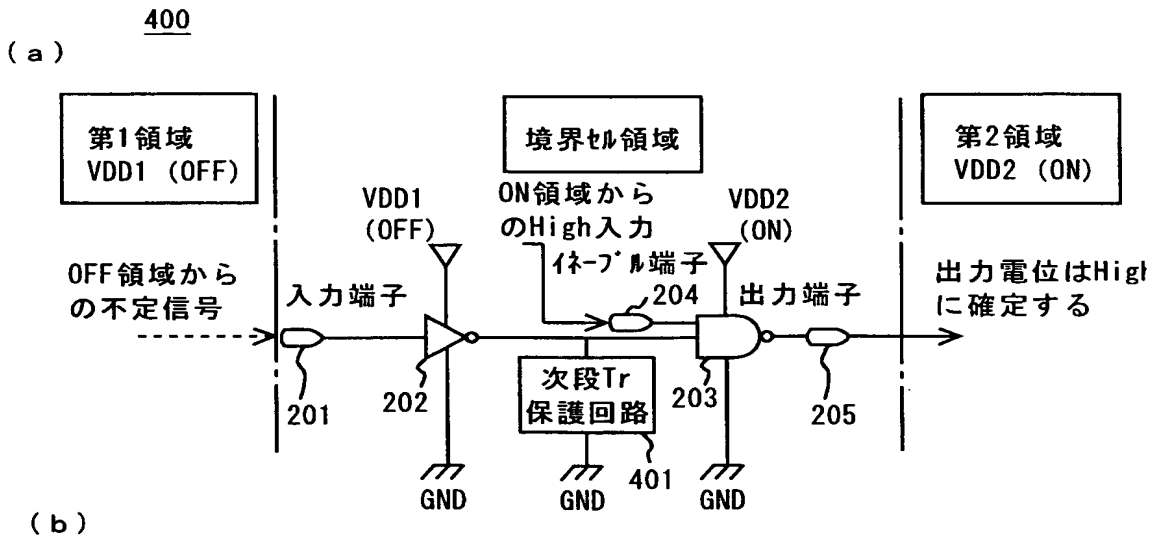 400
(a)
第1領域
VDD1 (OFF)
境界ｾﾙ領域
第2領域
VDD2 (ON)
ON領域から
のHigh入力
VDD1
(OFF)
VDD2
(ON)
OFF領域から
の不定信号
入力端子
ｲﾈｰﾌﾞﾙ端子
204
出力端子
出力電位はHigh
に確定する
201
202
次段Tr
保護回路
203
205
401
GND
GND
GND
(b)